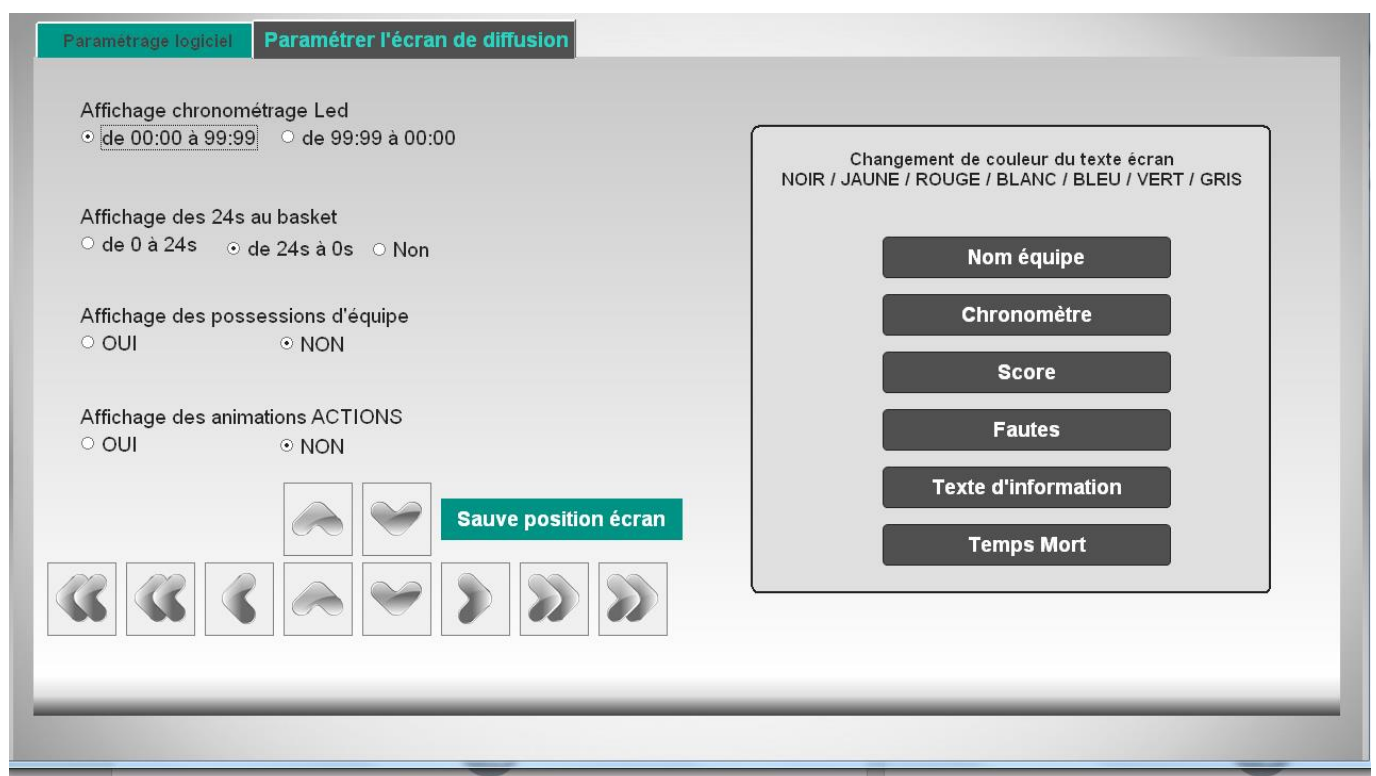 Paramétrage logiciel
Paramétrer l'écran de diffusion
Affichage chronométrage Led
de 00:00 à 99:99
de 99:99 à 00:00
Affichage des 24s au basket
de 0 à 24s
de 24s à 0s
Non
Affichage des possessions d'équipe
OUI
NON
Affichage des animations ACTIONS
OUI
NON
Sauve position écran
Changement de couleur du texte écran
NOIR / JAUNE / ROUGE / BLANC / BLEU / VERT / GRIS
Nom équipe
Chronomètre
Score
Fautes
Texte d'information
Temps Mort